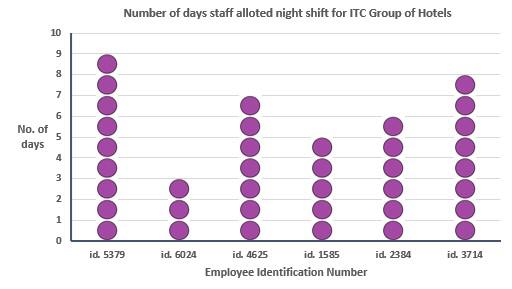 Number of days staff alloted night shift for ITC Group of Hotels
10
9
8
7
6
5
4
3
2
1
0
No. of
days
id. 5379 id. 6024 id. 4625 id. 1585 id. 2384 id. 3714
Employee Identification Number